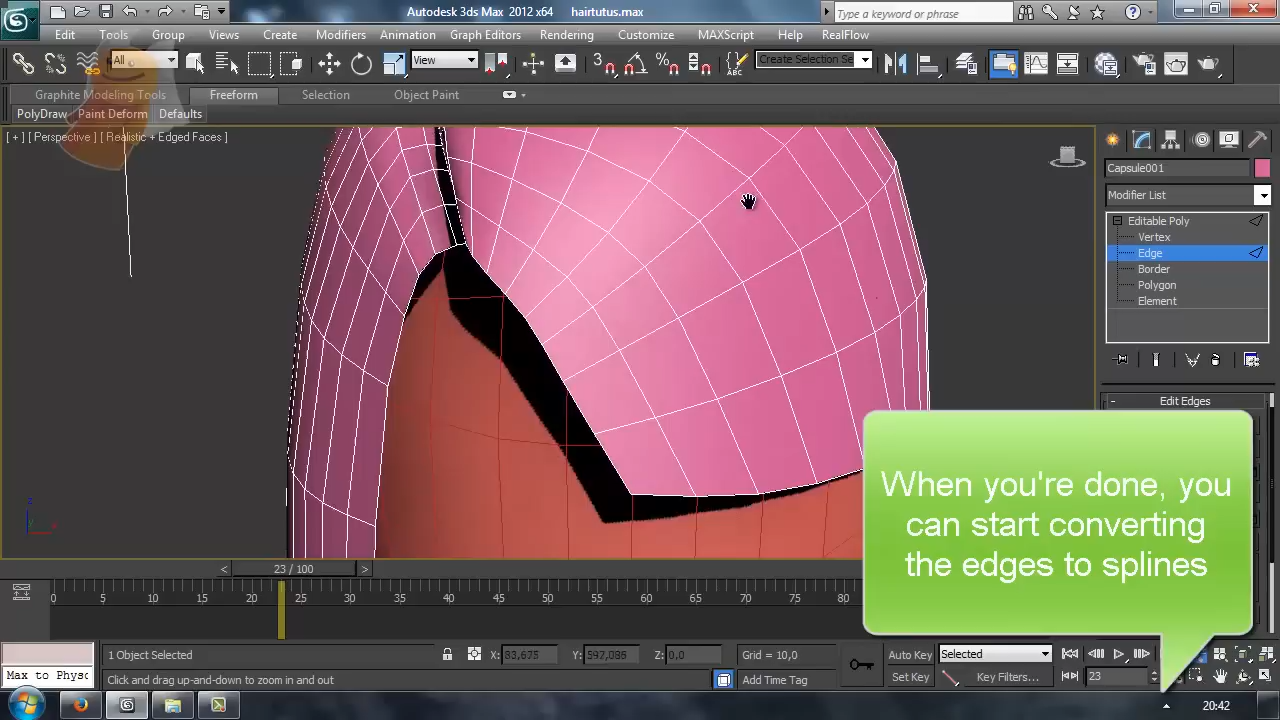 Autodesk 3ds Max 2012 x64 hairtutus.max
Type a keyword or phrase
Edit Tools Group Views Create Modifiers Animation Graph Editors Rendering Customize MAXScript Help RealFlow
All
View
Create Selection Se
Graphite Modeling Tools Freeform Selection Object Paint
PolyDraw Paint Deform Defaults
[ + ] [ Perspective ] [ Realistic + Edged Faces ]
Capsule001
Modifier List
Editable Poly
Vertex
Edge
Border
Polygon
Element
Edit Edges
When you're done, you
can start converting
the edges to splines
< 23 / 100 >
0 5 10 15 20 25 30 35 40 45 50 55 60 65 70 75 80
1 Object Selected X: 83,675 Y: 597,086 Z: 0,0 Grid = 10,0 Auto Key Selected
Max to Physc Click and drag up-and-down to zoom in and out Add Time Tag Set Key Key Filters... 23
20:42